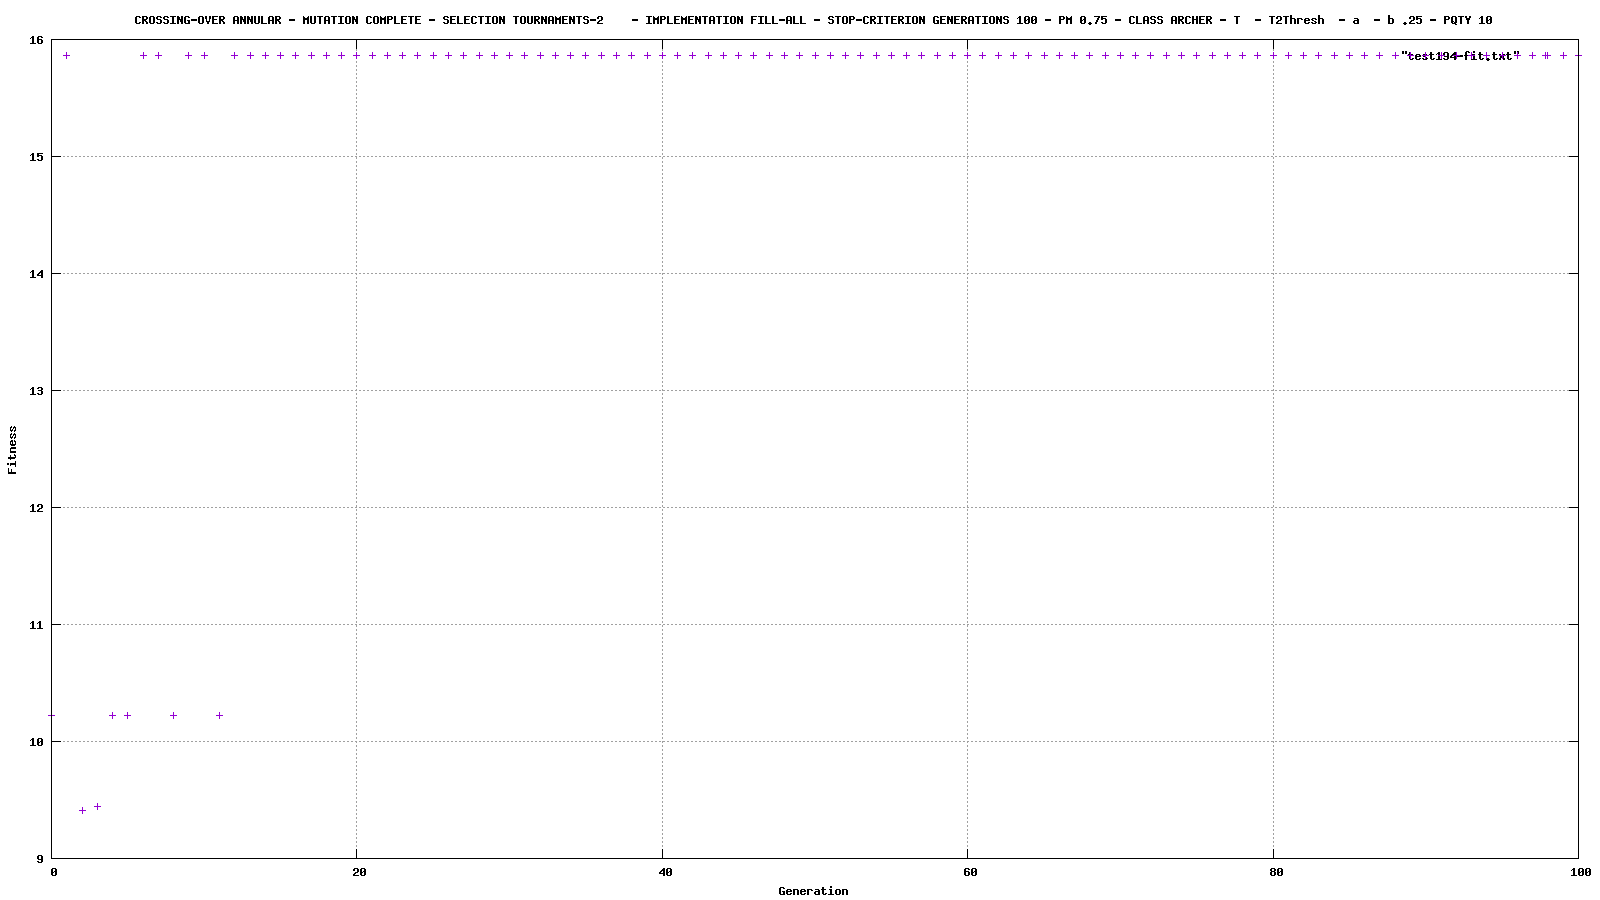 CROSSING-OVER ANNULAR - MUTATION COMPLETE - SELECTION TOURNAMENTS-2    - IMPLEMENTATION FILL-ALL - STOP-CRITERION GENERATIONS 100 - PM 0.75 - CLASS ARCHER - T  - T2Thresh  - a  - b .25 - PQTY 10
"test194-fit.txt"
16
15
14
13
12
11
10
9
Fitness
0 20 40 60 80 100
Generation